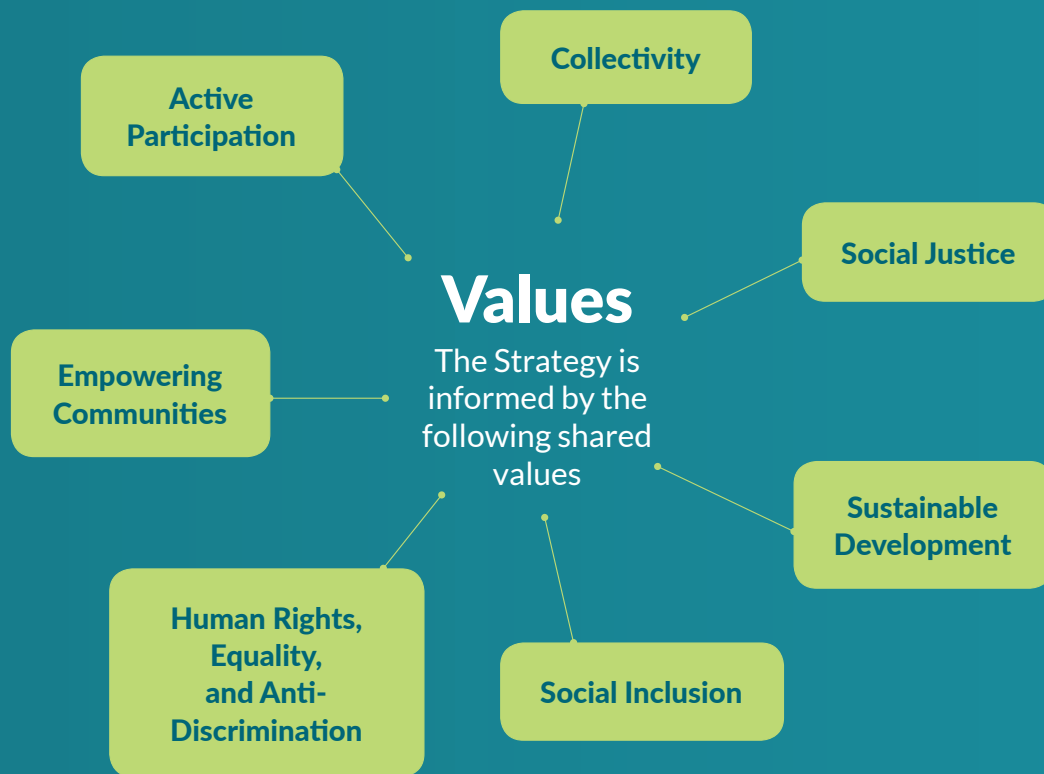 Collectivity
Active
Participation
Social Justice
Values
The Strategy is
informed by the
following shared
values
Empowering
Communities
Sustainable
Development
Human Rights,
Equality,
and Anti-
Discrimination
Social Inclusion